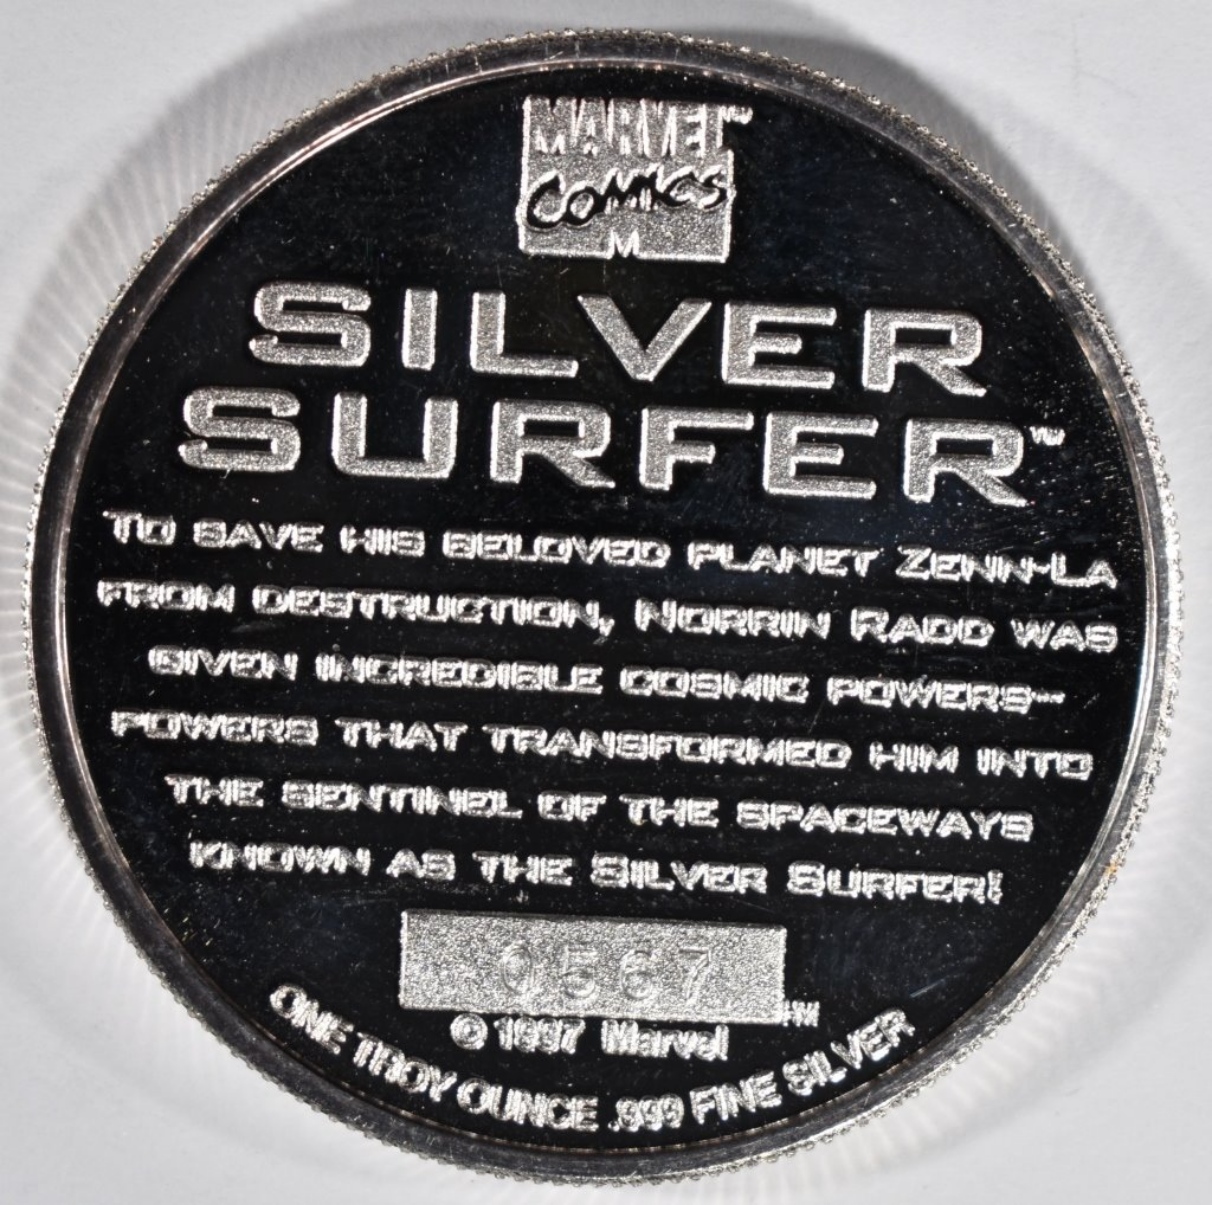 MARVEL™
COMICS
M
SILVER
SURFER™
To save his beloved planet Zenn-La
from destruction, Norrin Radd was
given incredible cosmic powers--
powers that transformed him into
the sentinel of the spaceways
known as the Silver Surfer!
0567
© 1997 Marvel
ONE TROY OUNCE .999 FINE SILVER